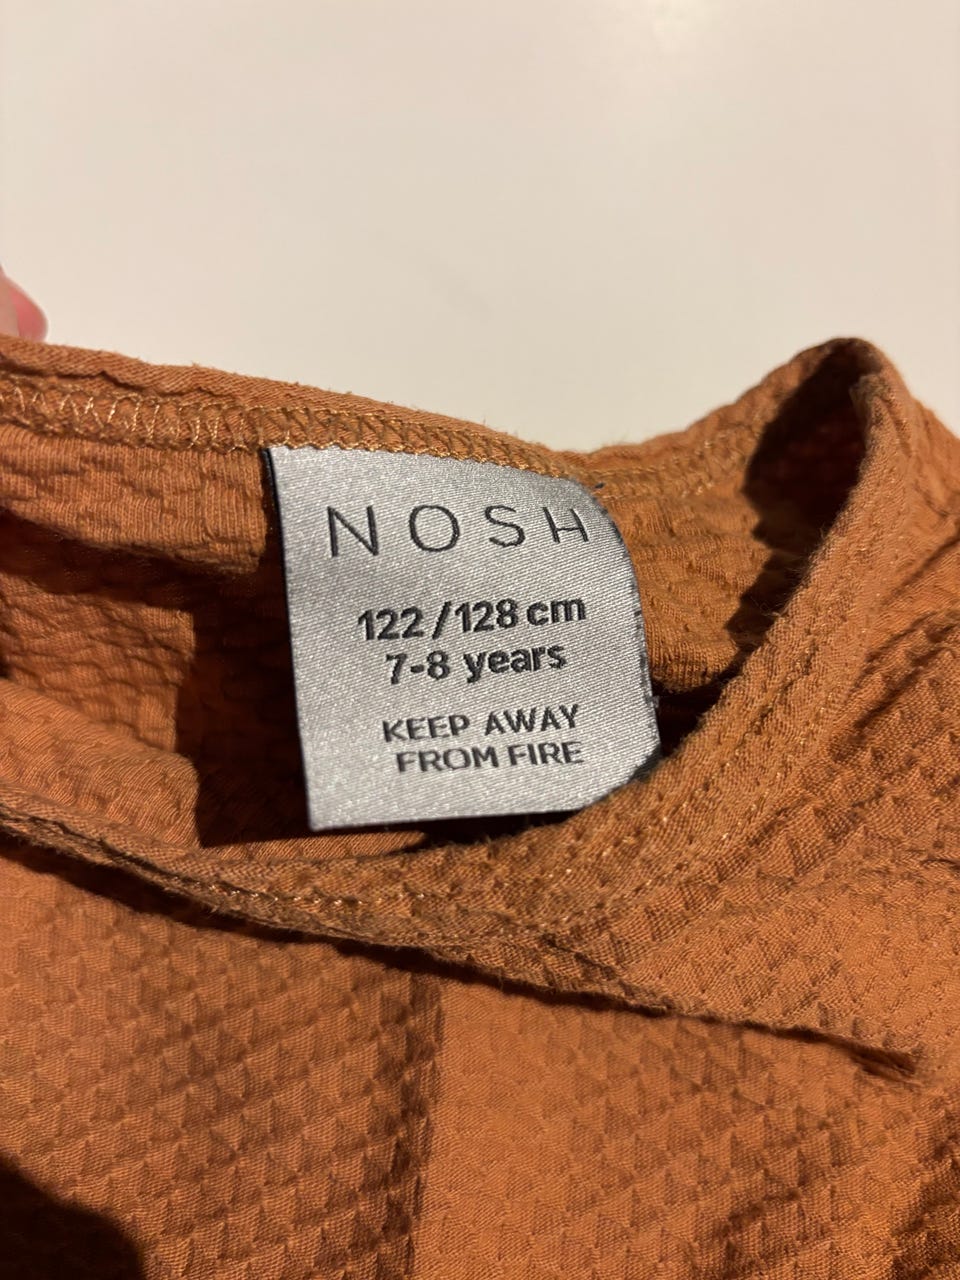 NOSH
122/128 cm
7-8 years
KEEP AWAY
FROM FIRE